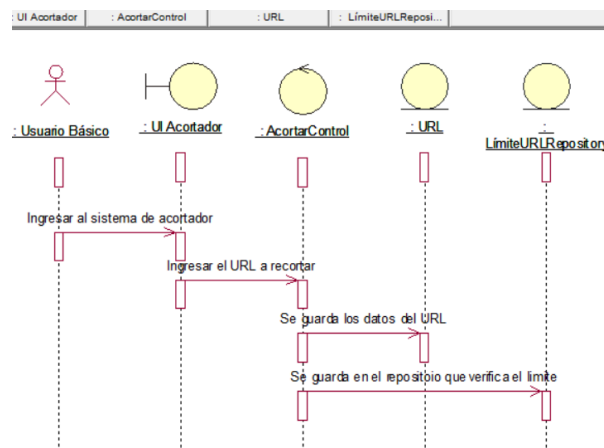 : UI Acortador
: AcortarControl
: URL
: LímiteURLReposi...
: Usuario Básico
: UI Acortador
: AcortarControl
: URL
:
LímiteURLRepository
Ingresar al sistema de acortador
Ingresar el URL a recortar
Se guarda los datos del URL
Se guarda en el repositoio que verifica el limite